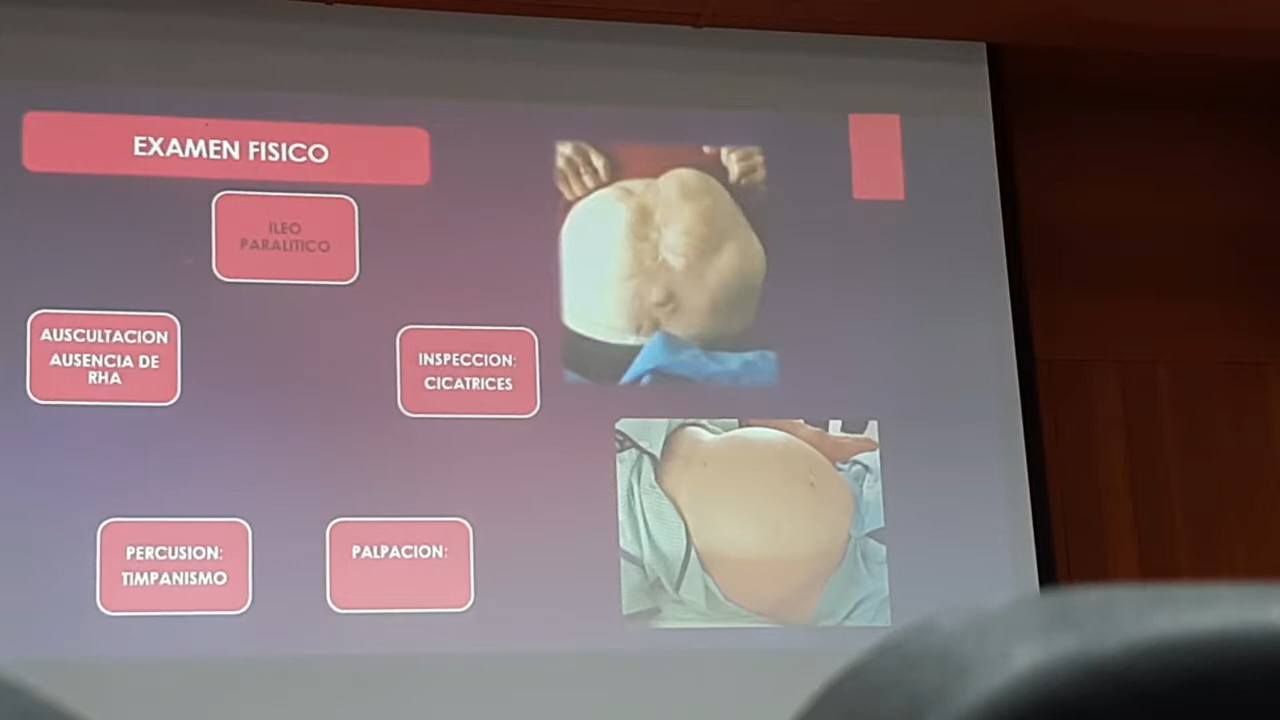 EXAMEN FISICO
ILEO
PARALITICO
AUSCULTACION
AUSENCIA DE
RHA
INSPECCION:
CICATRICES
PERCUSION:
TIMPANISMO
PALPACION: